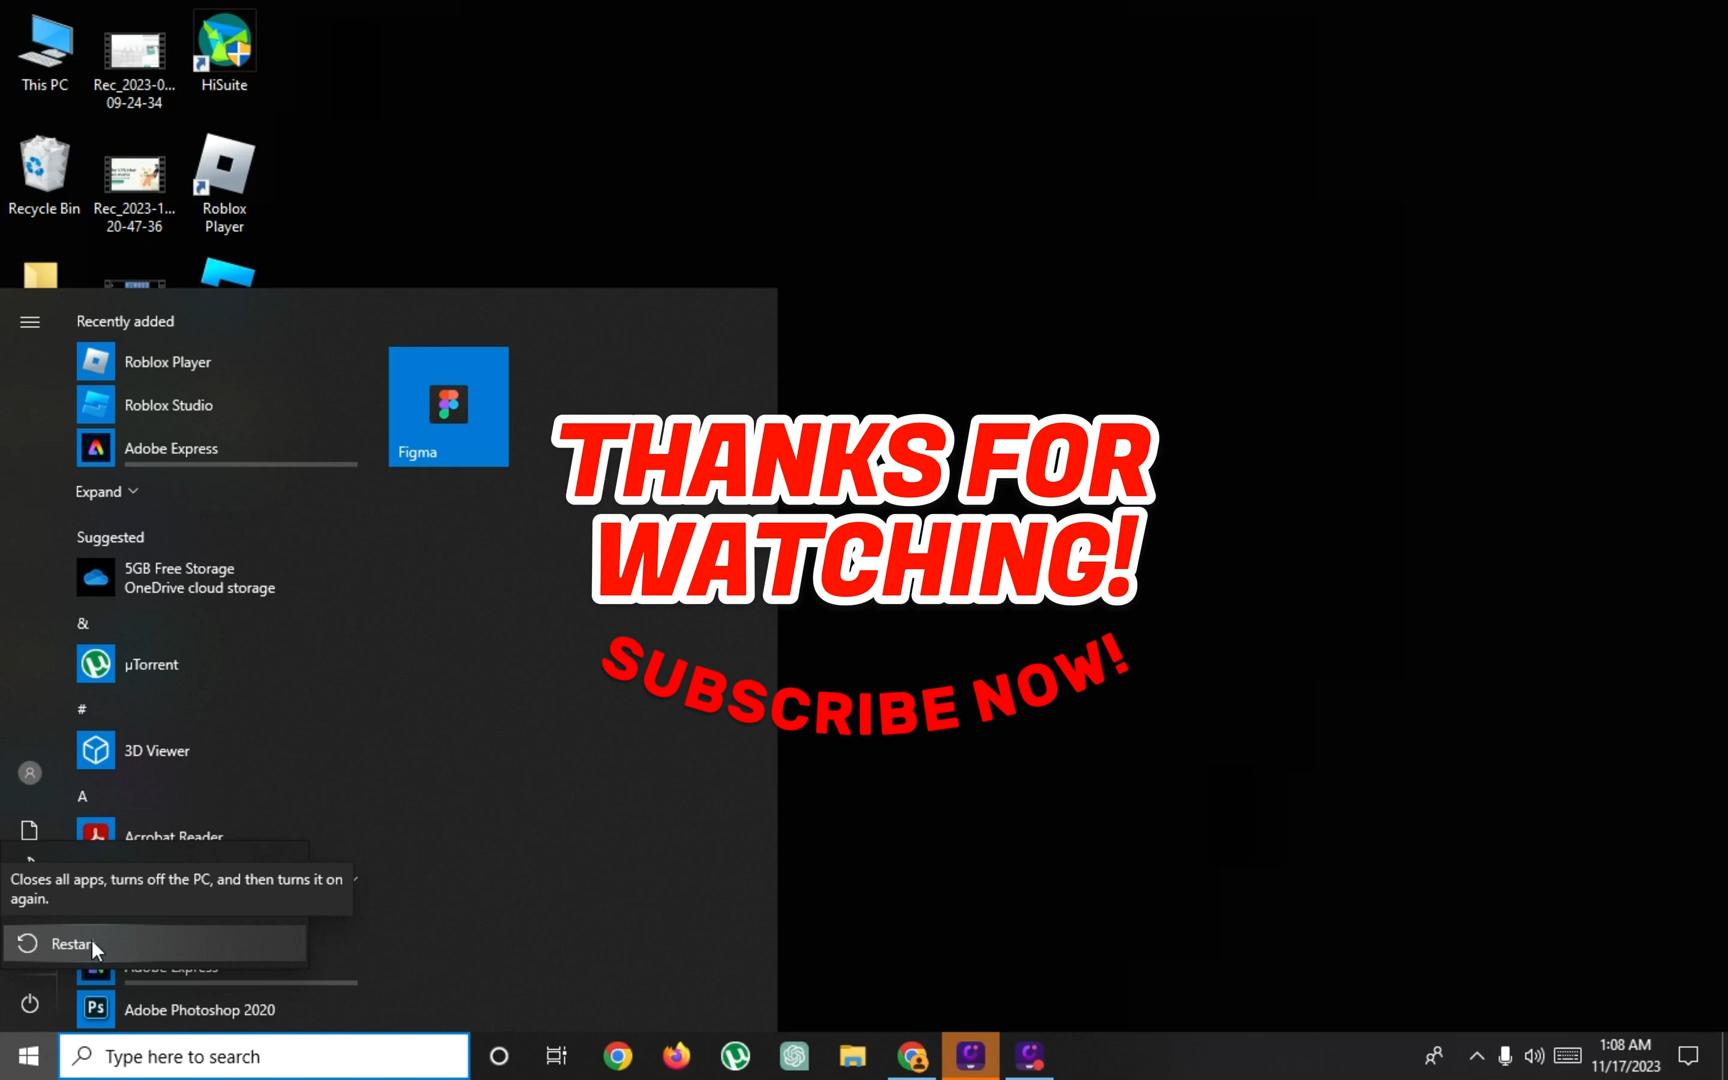 This PC
Rec_2023-0...
09-24-34
HiSuite
Recycle Bin
Rec_2023-1...
20-47-36
Roblox
Player
Recently added
Roblox Player
Roblox Studio
Adobe Express
Figma
Expand
Suggested
5GB Free Storage
OneDrive cloud storage
&
µTorrent
#
3D Viewer
A
Acrobat Reader
Closes all apps, turns off the PC, and then turns it on
again.
Restar
Adobe Express
Ps
Adobe Photoshop 2020
Type here to search
1:08 AM
11/17/2023
THANKS FOR
WATCHING!
SUBSCRIBE NOW!